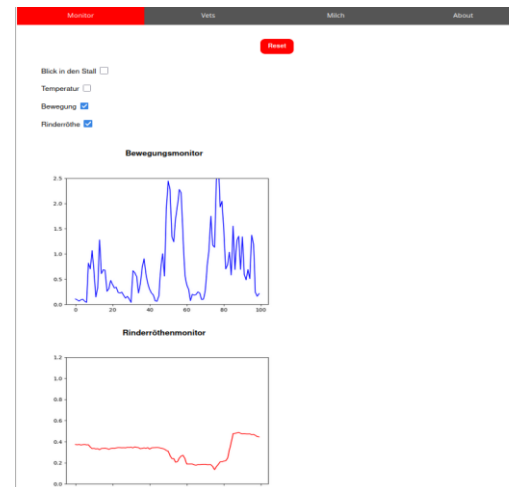 Monitor Vets Milch About
Reset
Blick in den Stall
Temperatur
Bewegung
Rinderröthe
Bewegungsmonitor
2.5
2.0
1.5
1.0
0.5
0.0
0 20 40 60 80 100
Rinderröthenmonitor
1.2
1.0
0.8
0.6
0.4
0.2
0.0